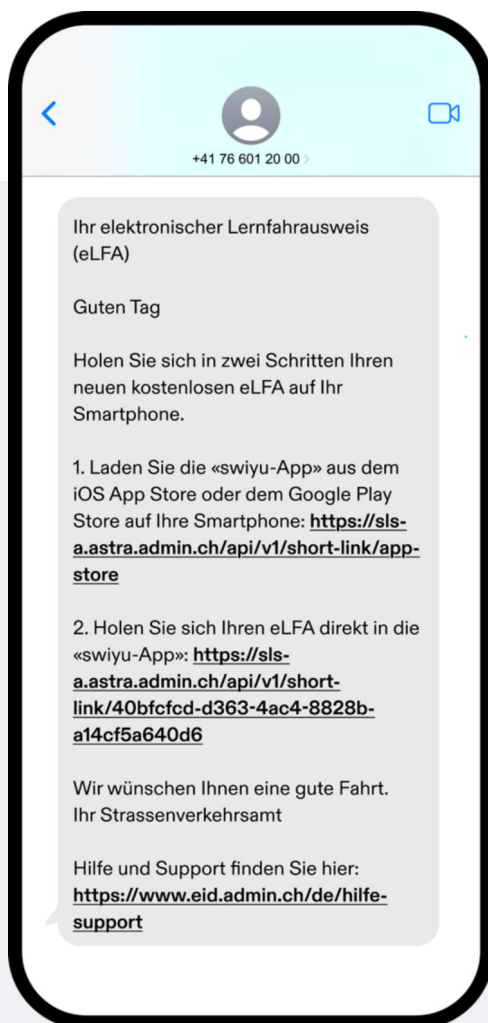 +41 76 601 20 00
Ihr elektronischer Lernfahrausweis
(eLFA)
Guten Tag
Holen Sie sich in zwei Schritten Ihren
neuen kostenlosen eLFA auf Ihr
Smartphone.
1. Laden Sie die «swiyu-App» aus dem
iOS App Store oder dem Google Play
Store auf Ihre Smartphone: https://sls-
a.astra.admin.ch/api/v1/short-link/app-
store
2. Holen Sie sich Ihren eLFA direkt in die
«swiyu-App»: https://sls-
a.astra.admin.ch/api/v1/short-
link/40bfcfcd-d363-4ac4-8828b-
a14cf5a640d6
Wir wünschen Ihnen eine gute Fahrt.
Ihr Strassenverkehrsamt
Hilfe und Support finden Sie hier:
https://www.eid.admin.ch/de/hilfe-
support